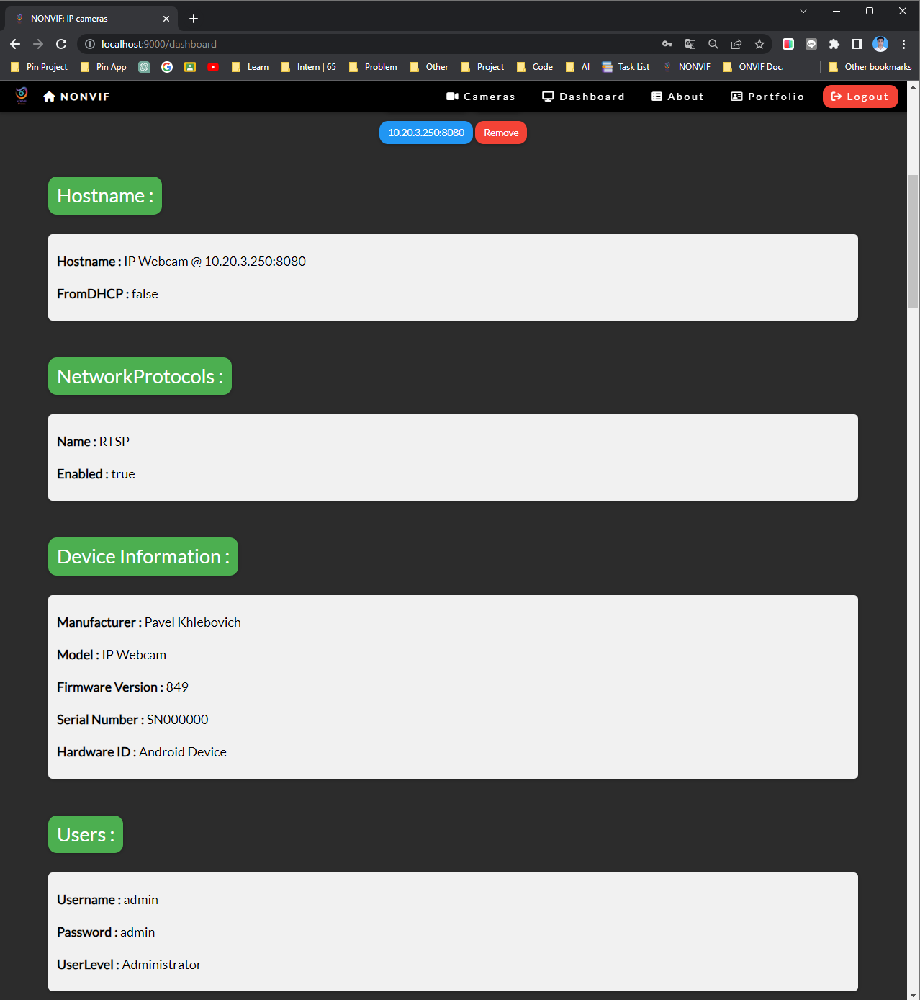 NONVIF: IP cameras
localhost:9000/dashboard
Pin Project Pin App Learn Intern | 65 Problem Other Project Code AI Task List NONVIF ONVIF Doc. Other bookmarks
NONVIF Cameras Dashboard About Portfolio Logout
10.20.3.250:8080 Remove
Hostname :
Hostname : IP Webcam @ 10.20.3.250:8080
FromDHCP : false
NetworkProtocols :
Name : RTSP
Enabled : true
Device Information :
Manufacturer : Pavel Khlebovich
Model : IP Webcam
Firmware Version : 849
Serial Number : SN000000
Hardware ID : Android Device
Users :
Username : admin
Password : admin
UserLevel : Administrator